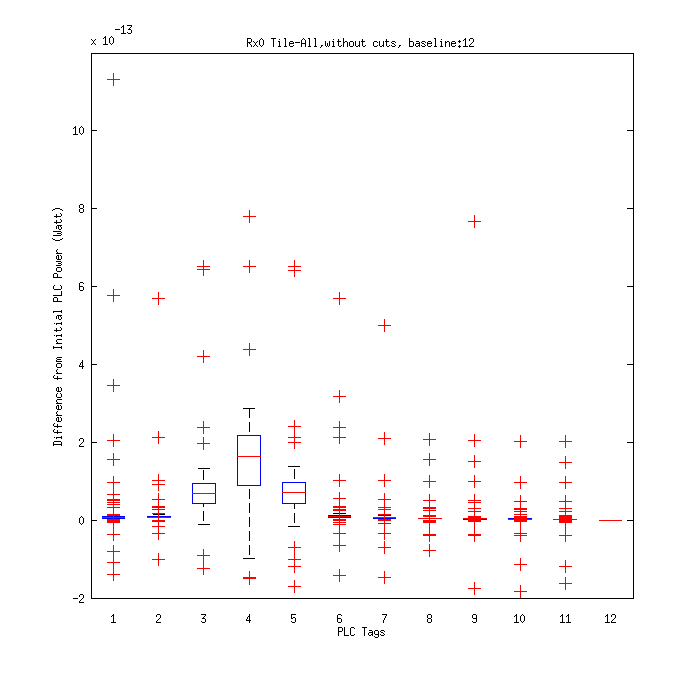 x 10-13
Rx0 Tile-All,without cuts, baseline:12
Difference from Initial PLC Power (Watt)
10
8
6
4
2
0
-2
1 2 3 4 5 6 7 8 9 10 11 12
PLC Tags